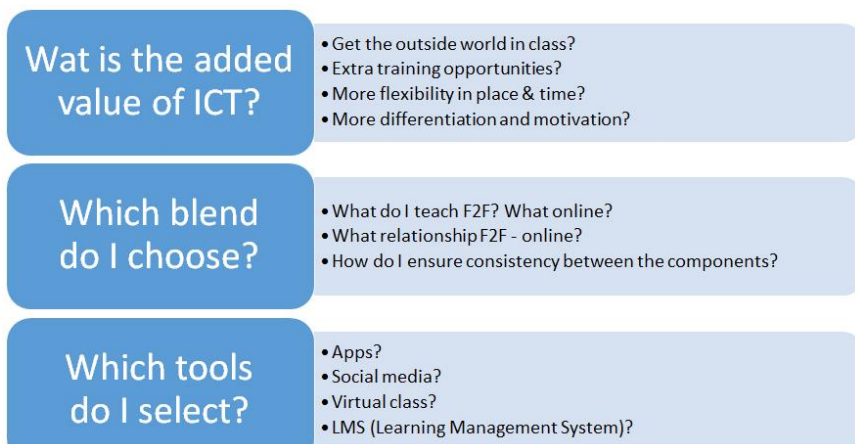 Wat is the added
value of ICT?
• Get the outside world in class?
• Extra training opportunities?
• More flexibility in place & time?
• More differentiation and motivation?
Which blend
do I choose?
• What do I teach F2F? What online?
• What relationship F2F - online?
• How do I ensure consistency between the components?
Which tools
do I select?
• Apps?
• Social media?
• Virtual class?
• LMS (Learning Management System)?